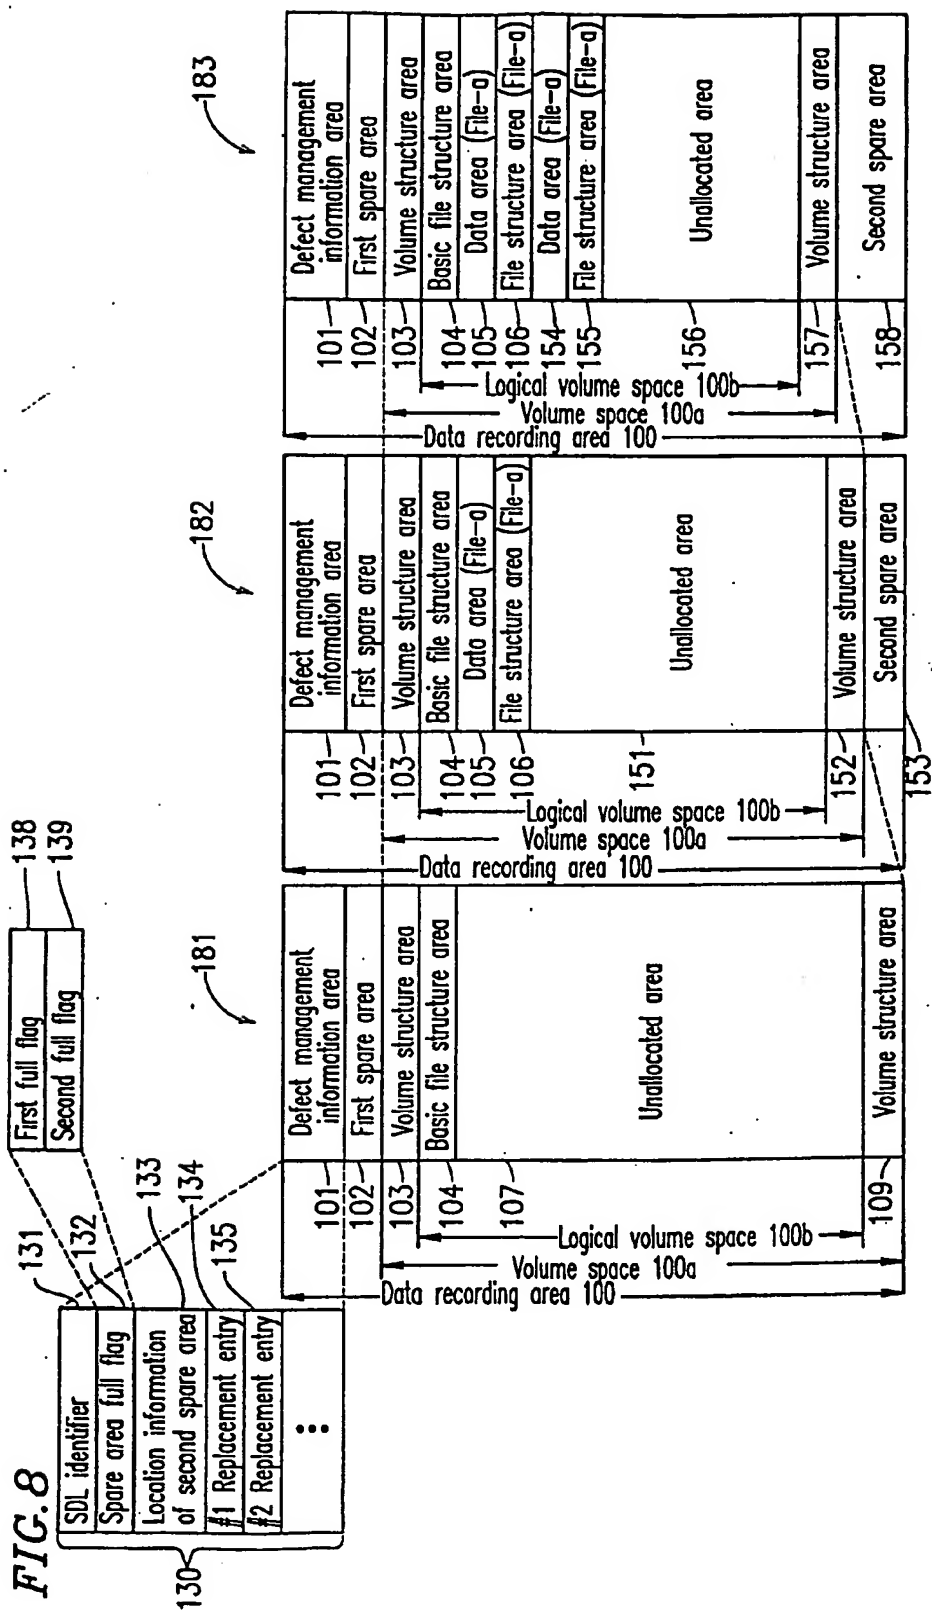 FIG.8
138
First full flag
Second full flag
139
131
132
133
134
135
SDL identifier
Spare area full flag
Location information
of second spare area
#1 Replacement entry
#2 Replacement entry
130
181
Defect management
information area
First spare area
Volume structure area
Basic file structure area
Unallocated area
Volume structure area
101
102
103
104
107
109
Logical volume space 100b
Volume space 100a
Data recording area 100
182
Defect management
information area
First spare area
Volume structure area
Basic file structure area
Data area (File-a)
File structure area (File-a)
Unallocated area
Volume structure area
Second spare area
101
102
103
104
105
106
151
152
153
Logical volume space 100b
Volume space 100a
Data recording area 100
183
Defect management
information area
First spare area
Volume structure area
Basic file structure area
Data area (File-a)
File structure area (File-a)
Data area (File-a)
File structure area (File-a)
Unallocated area
Volume structure area
Second spare area
101
102
103
104
105
106
154
155
156
157
158
Logical volume space 100b
Volume space 100a
Data recording area 100